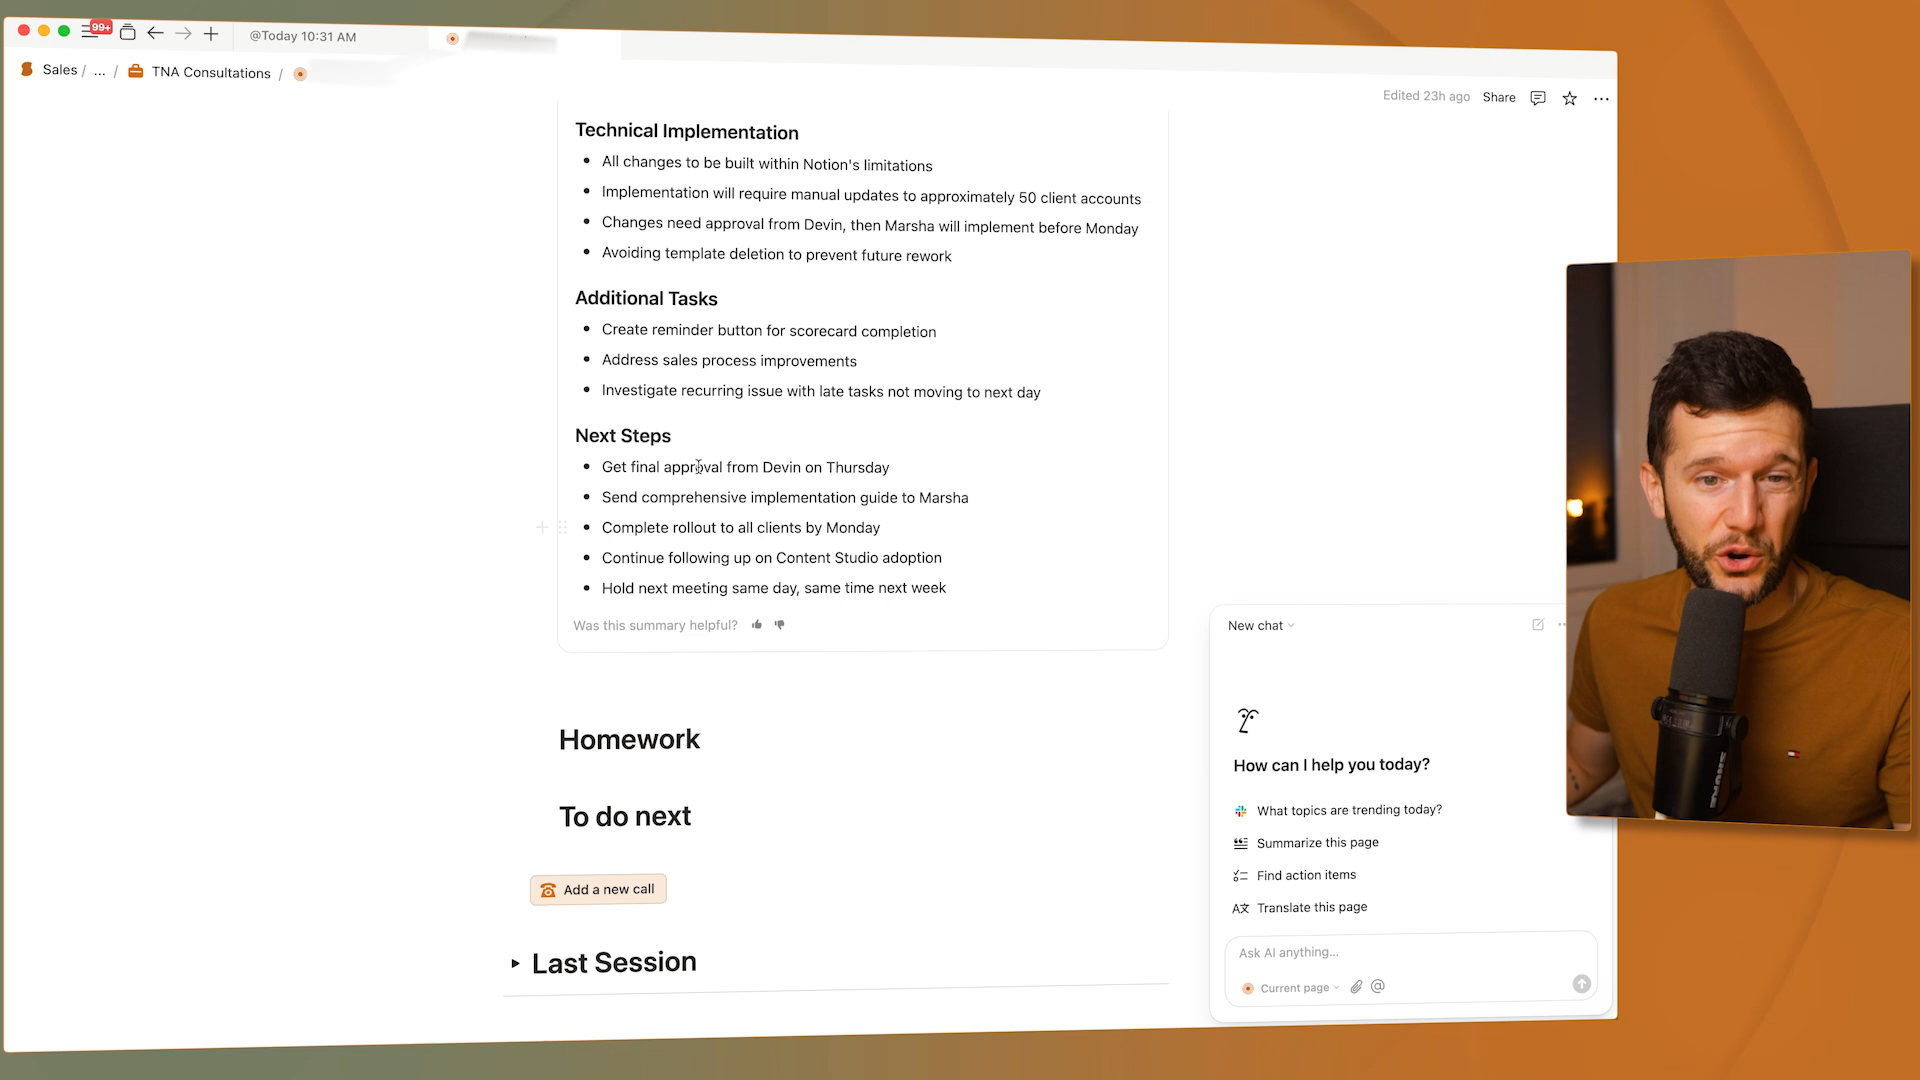 99+
@Today 10:31 AM
Sales / ... / TNA Consultations /
Edited 23h ago Share
Technical Implementation
All changes to be built within Notion's limitations
Implementation will require manual updates to approximately 50 client accounts
Changes need approval from Devin, then Marsha will implement before Monday
Avoiding template deletion to prevent future rework
Additional Tasks
Create reminder button for scorecard completion
Address sales process improvements
Investigate recurring issue with late tasks not moving to next day
Next Steps
Get final approval from Devin on Thursday
Send comprehensive implementation guide to Marsha
Complete rollout to all clients by Monday
Continue following up on Content Studio adoption
Hold next meeting same day, same time next week
Was this summary helpful?
Homework
To do next
Add a new call
Last Session
New chat
How can I help you today?
What topics are trending today?
Summarize this page
Find action items
Translate this page
Ask AI anything...
Current page